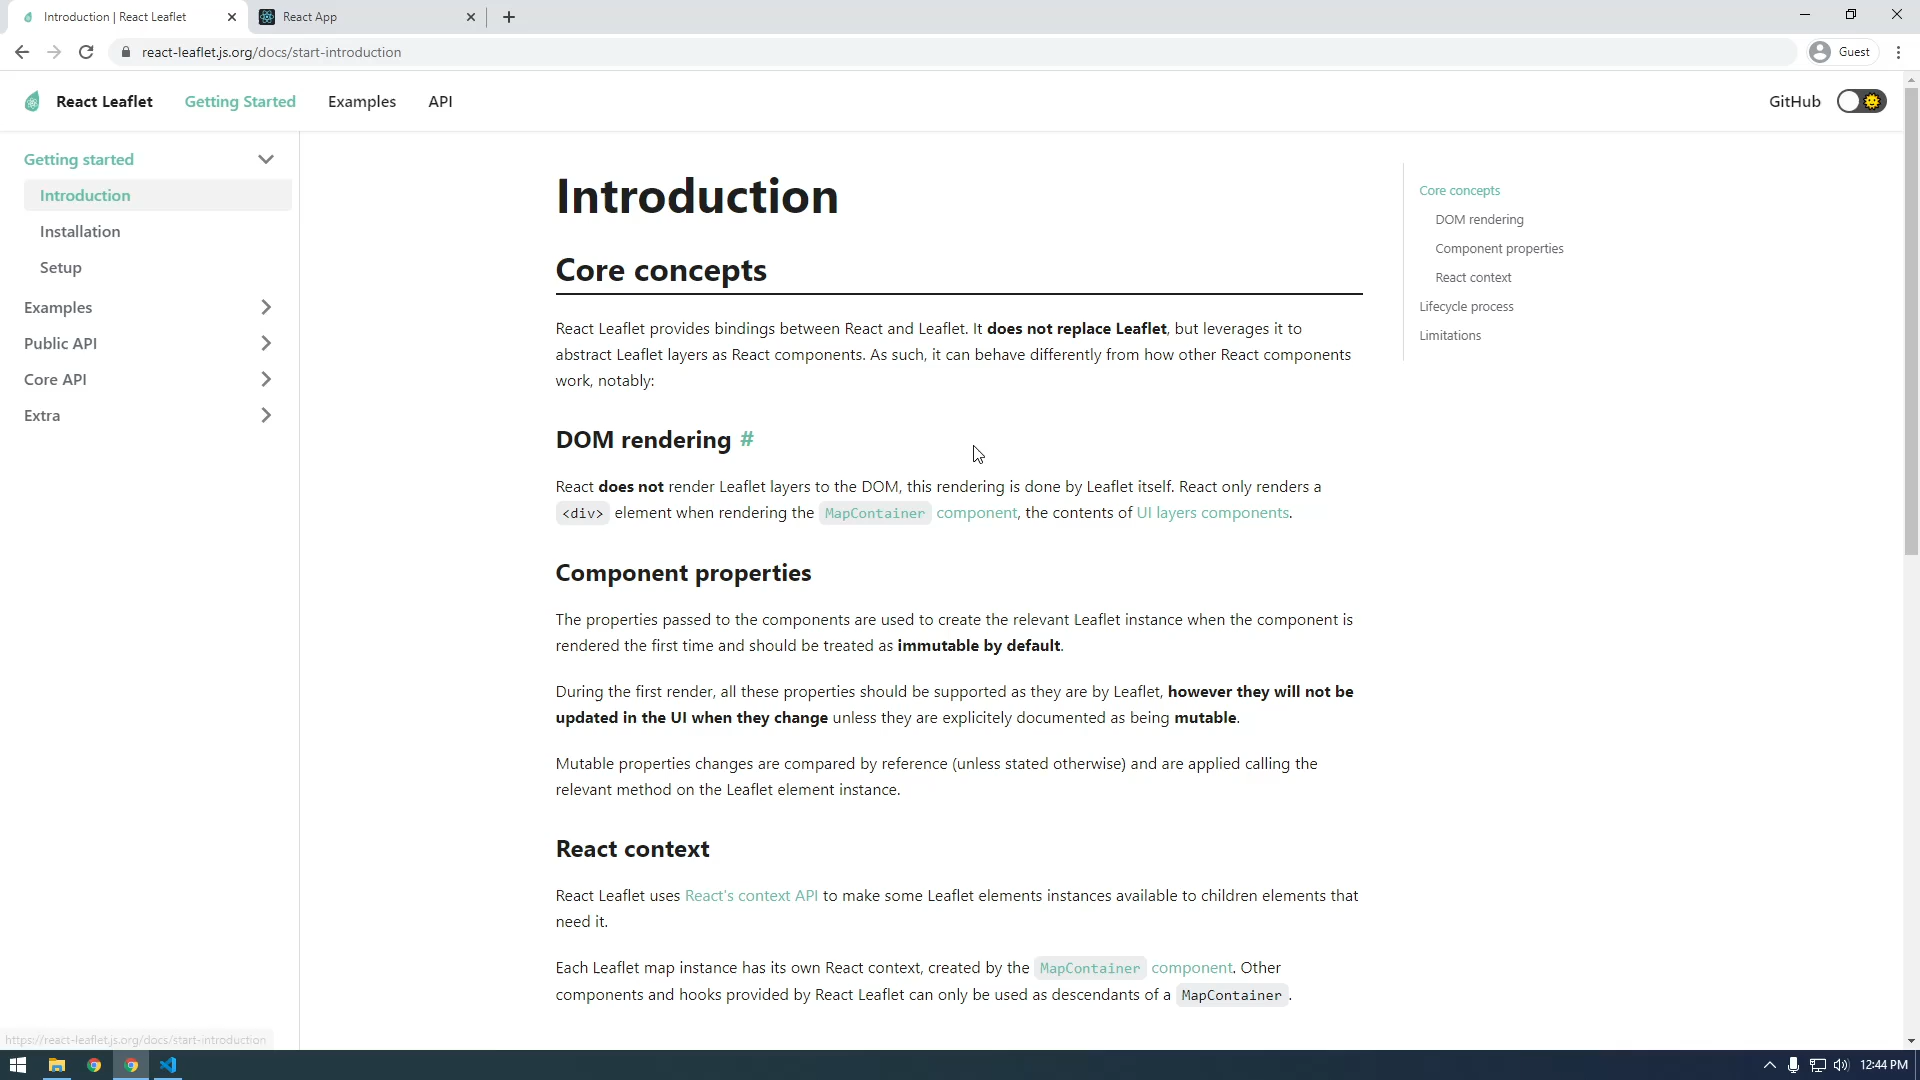 Introduction | React Leaflet
React App
react-leaflet.js.org/docs/start-introduction
Guest
React Leaflet
Getting Started
Examples
API
GitHub
Getting started
Introduction
Installation
Setup
Examples
Public API
Core API
Extra
Introduction
Core concepts
React Leaflet provides bindings between React and Leaflet. It does not replace Leaflet, but leverages it to
abstract Leaflet layers as React components. As such, it can behave differently from how other React components
work, notably:
DOM rendering #
React does not render Leaflet layers to the DOM, this rendering is done by Leaflet itself. React only renders a
<div> element when rendering the MapContainer component, the contents of UI layers components.
Component properties
The properties passed to the components are used to create the relevant Leaflet instance when the component is
rendered the first time and should be treated as immutable by default.
During the first render, all these properties should be supported as they are by Leaflet, however they will not be
updated in the UI when they change unless they are explicitely documented as being mutable.
Mutable properties changes are compared by reference (unless stated otherwise) and are applied calling the
relevant method on the Leaflet element instance.
React context
React Leaflet uses React's context API to make some Leaflet elements instances available to children elements that
need it.
Each Leaflet map instance has its own React context, created by the MapContainer component. Other
components and hooks provided by React Leaflet can only be used as descendants of a MapContainer.
Core concepts
DOM rendering
Component properties
React context
Lifecycle process
Limitations
https://react-leaflet.js.org/docs/start-introduction
12:44 PM